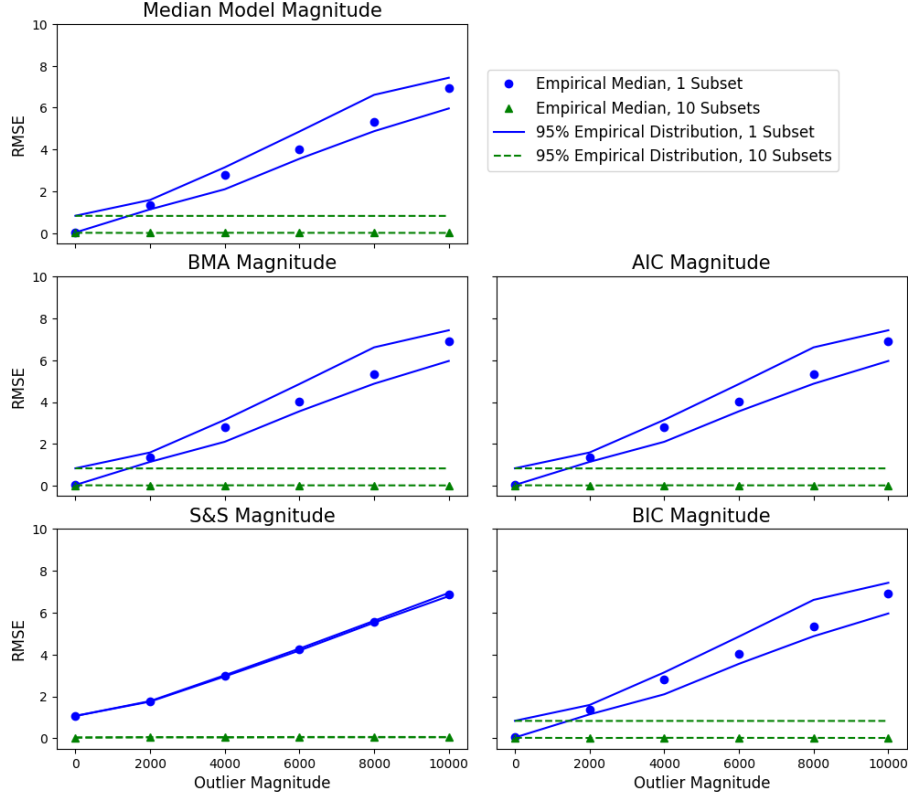 Median Model Magnitude
10
8
6
4
2
0
RMSE
Empirical Median, 1 Subset
Empirical Median, 10 Subsets
95% Empirical Distribution, 1 Subset
95% Empirical Distribution, 10 Subsets
BMA Magnitude
10
8
6
4
2
0
RMSE
AIC Magnitude
S&S Magnitude
10
8
6
4
2
0
RMSE
0 2000 4000 6000 8000 10000
Outlier Magnitude
BIC Magnitude
0 2000 4000 6000 8000 10000
Outlier Magnitude